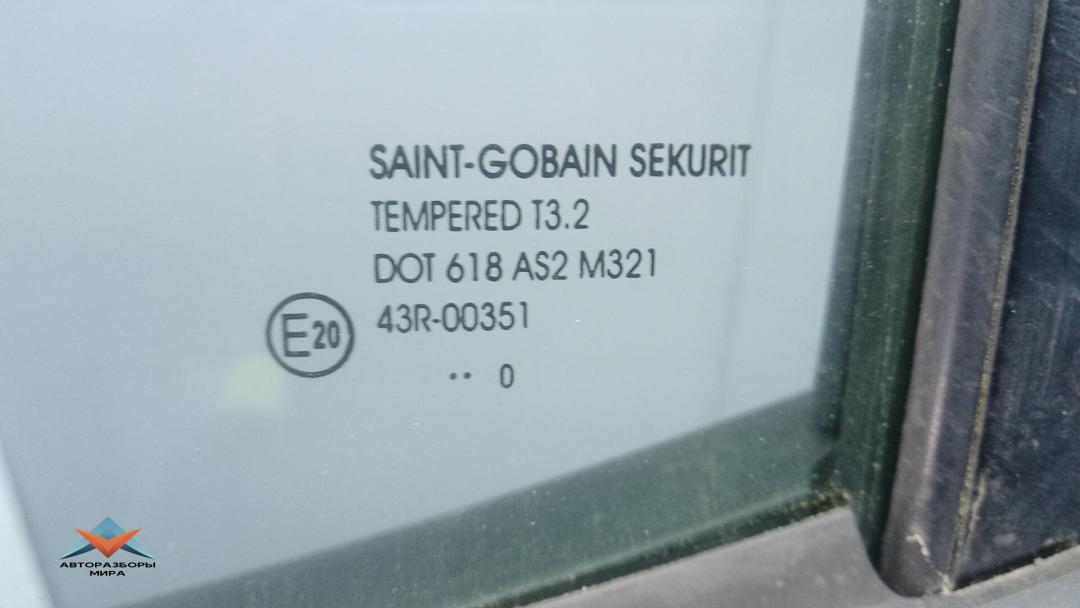 SAINT-GOBAIN SEKURIT
TEMPERED T3.2
DOT 618 AS2 M321
E20 43R-00351
·· 0
АВТОРАЗБОРЫ
МИРА